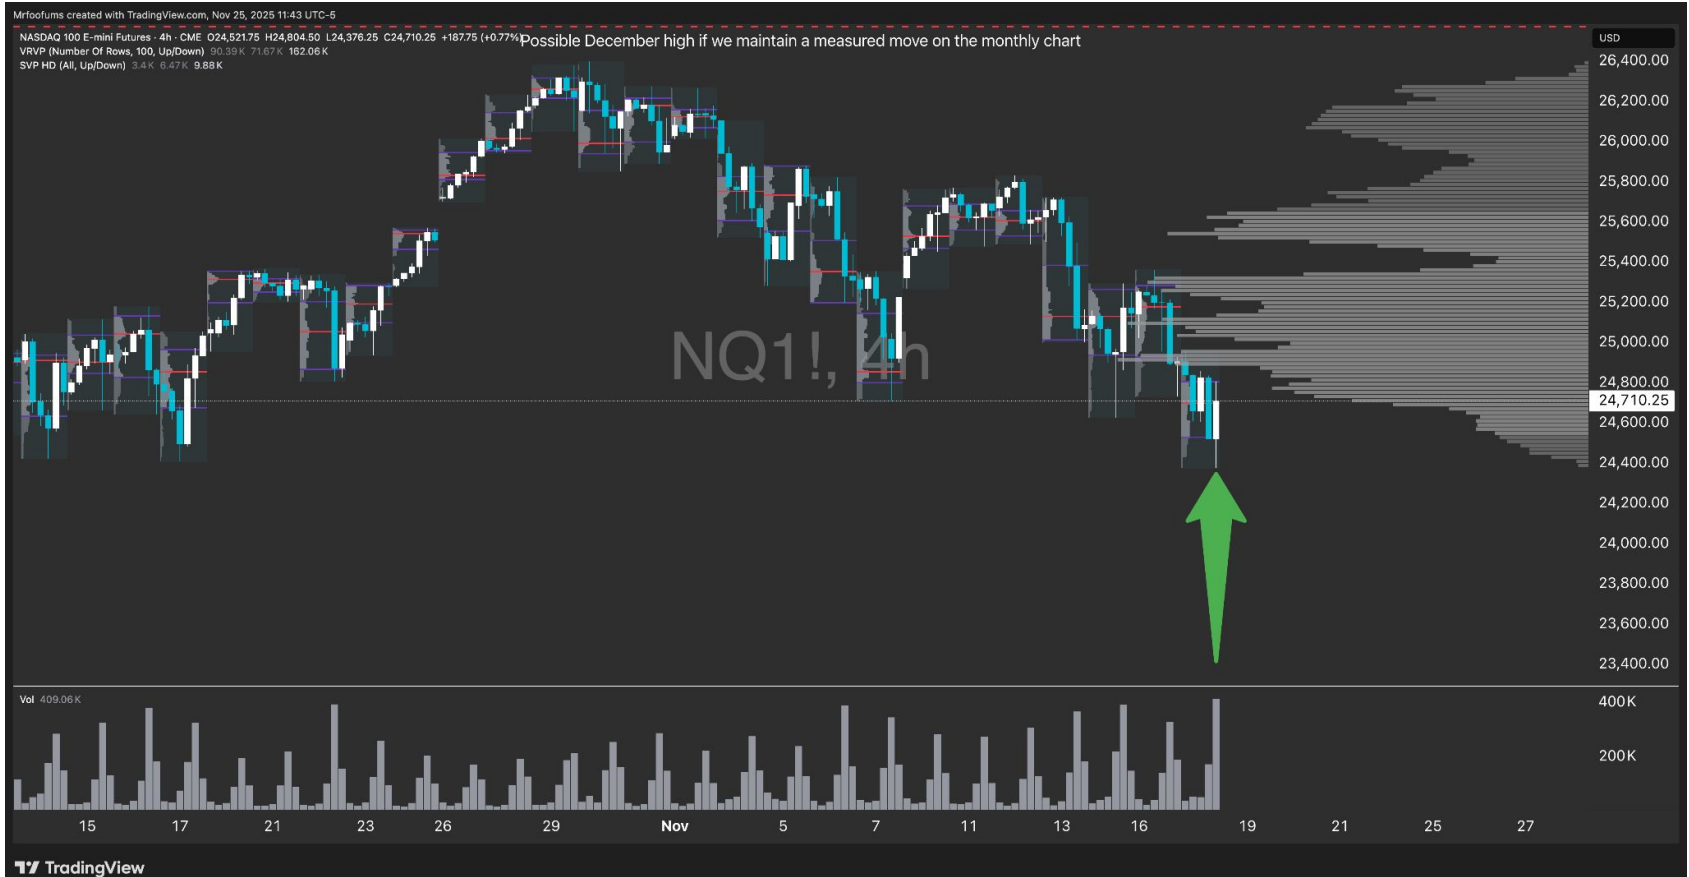 Mrfoofums created with TradingView.com, Nov 25, 2025 11:43 UTC-5
NASDAQ 100 E-mini Futures · 4h · CME O24,521.75 H24,804.50 L24,376.25 C24,710.25 +187.75 (+0.77%)
Possible December high if we maintain a measured move on the monthly chart
VRVP (Number Of Rows, 100, Up/Down) 90.39K 71.67K 162.06K
SVP HD (All, Up/Down) 3.4K 6.47K 9.88K
USD
26,400.00
26,200.00
26,000.00
25,800.00
25,600.00
25,400.00
25,200.00
25,000.00
24,800.00
24,710.25
24,600.00
24,400.00
24,200.00
24,000.00
23,800.00
23,600.00
23,400.00
NQ1!, 4h
Vol 409.06K
400K
200K
15 17 21 23 26 29 Nov 5 7 11 13 16 19 21 25 27
TradingView